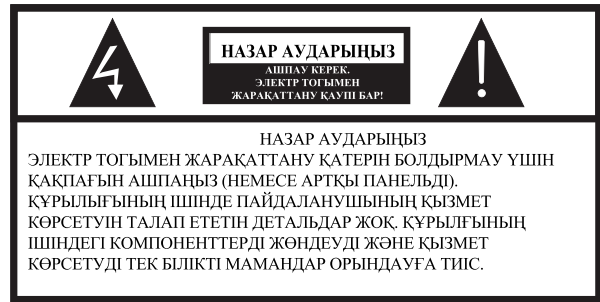 НАЗАР АУДАРЫҢЫЗ
АШПАУ КЕРЕК.
ЭЛЕКТР ТОГЫМЕН
ЖАРАҚАТТАНУ ҚАУПІ БАР!
НАЗАР АУДАРЫҢЫЗ
ЭЛЕКТР ТОГЫМЕН ЖАРАҚАТТАНУ ҚАТЕРІН БОЛДЫРМАУ ҮШІН
ҚАҚПАҒЫН АШПАҢЫЗ (НЕМЕСЕ АРТҚЫ ПАНЕЛЬДІ).
ҚҰРЫЛЫҒЫНЫҢ ІШІНДЕ ПАЙДАЛАНУШЫНЫҢ ҚЫЗМЕТ
КӨРСЕТУІН ТАЛАП ЕТЕТІН ДЕТАЛЬДАР ЖОҚ. ҚҰРЫЛҒЫНЫҢ
ІШІНДЕГІ КОМПОНЕНТТЕРДІ ЖӨНДЕУДІ ЖӘНЕ ҚЫЗМЕТ
КӨРСЕТУДІ ТЕК БІЛІКТІ МАМАНДАР ОРЫНДАУҒА ТИІС.